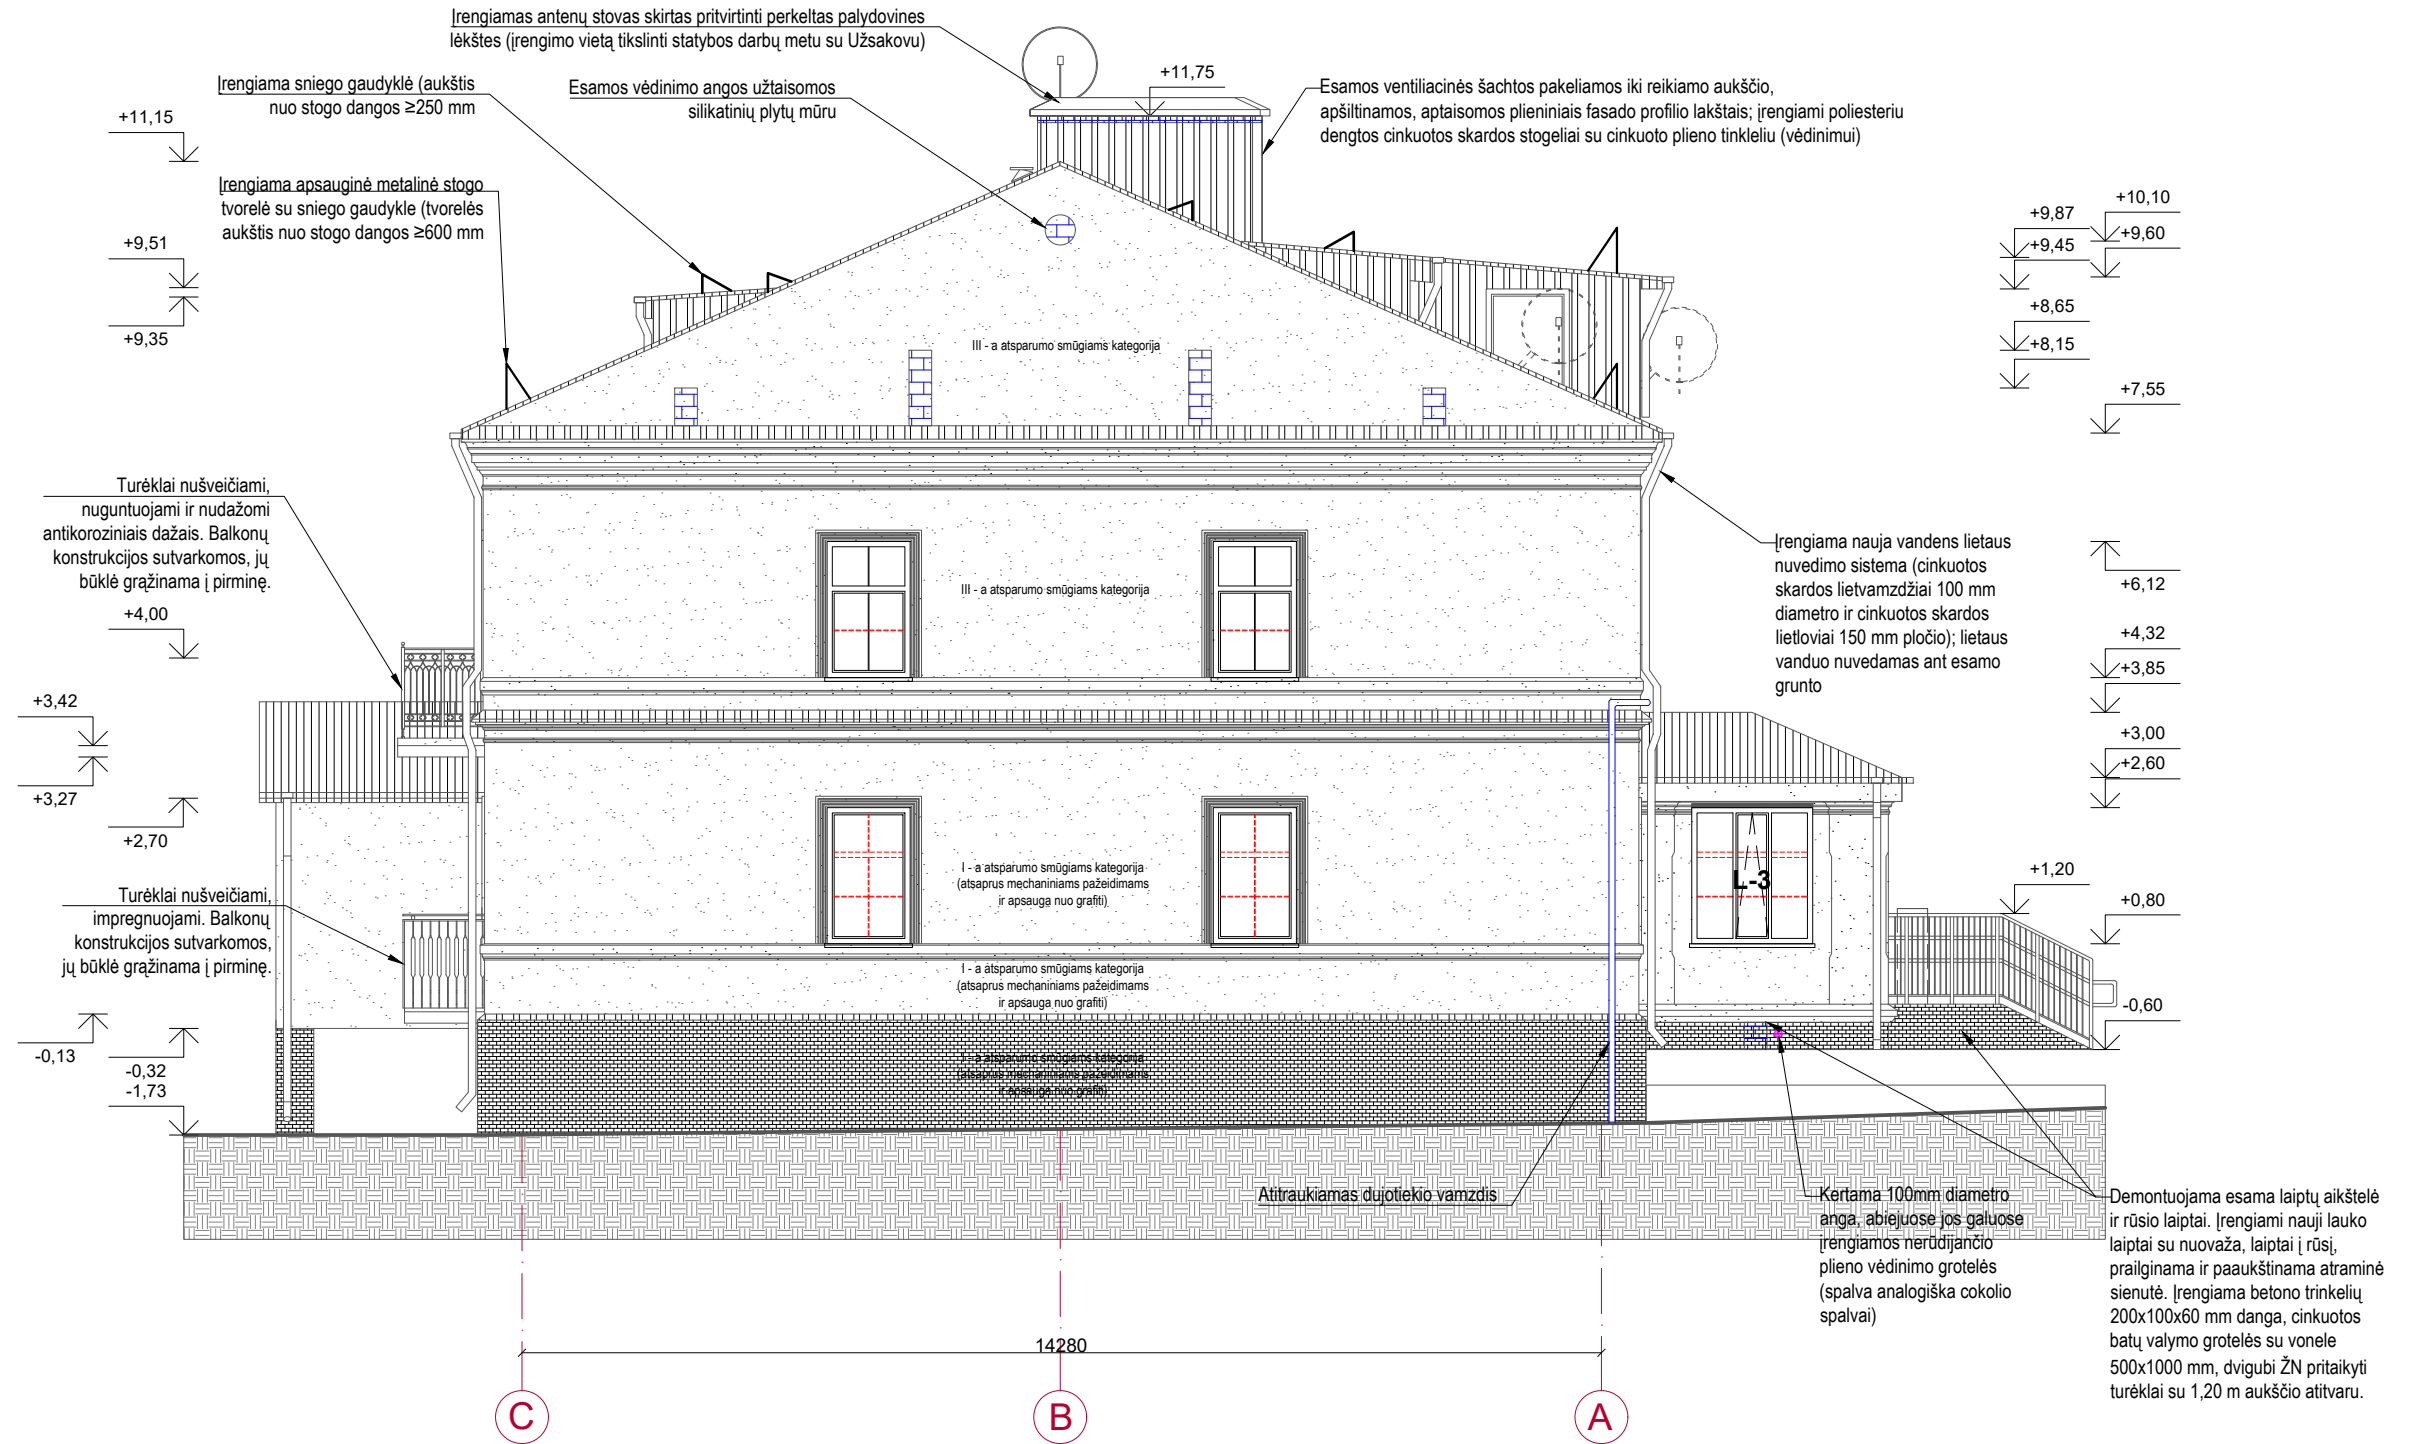 Įrengiamas antenų stovas skirtas pritvirtinti perkeltas palydovines
lėkštes (įrengimo vietą tikslinti statybos darbų metu su Užsakovu)
Įrengiama sniego gaudyklė (aukštis
nuo stogo dangos ≥250 mm
Esamos vėdinimo angos užtaisomos
silikatinių plytų mūru
+11,75
Esamos ventiliacinės šachtos pakeliamos iki reikiamo aukščio,
apšiltinamos, aptaisomos plieniniais fasado profilio lakštais; įrengiami poliesteriu
dengtos cinkuotos skardos stogeliai su cinkuoto plieno tinkleliu (vėdinimui)
+11,15
Įrengiama apsauginė metalinė stogo
tvorelė su sniego gaudykle (tvorelės
aukštis nuo stogo dangos ≥600 mm
+9,51
+9,35
+9,87
+10,10
+9,45
+9,60
+8,65
+8,15
+7,55
III - a atsparumo smūgiams kategorija
Turėklai nušveičiami,
nuguntuojami ir nudažomi
antikoroziniais dažais. Balkonų
konstrukcijos sutvarkomos, jų
būklė grąžinama į pirminę.
+4,00
III - a atsparumo smūgiams kategorija
Įrengiama nauja vandens lietaus
nuvedimo sistema (cinkuotos
skardos lietvamzdžiai 100 mm
diametro ir cinkuotos skardos
lietloviai 150 mm pločio); lietaus
vanduo nuvedamas ant esamo
grunto
+6,12
+4,32
+3,85
+3,42
+3,27
+3,00
+2,60
+2,70
Turėklai nušveičiami,
impregnuojami. Balkonų
konstrukcijos sutvarkomos,
jų būklė grąžinama į pirminę.
I - a atsparumo smūgiams kategorija
(atsaprus mechaniniams pažeidimams
ir apsauga nuo grafiti)
L-3
+1,20
+0,80
I - a atsparumo smūgiams kategorija
(atsaprus mechaniniams pažeidimams
ir apsauga nuo grafiti)
-0,60
-0,13
-0,32
-1,73
I - a atsparumo smūgiams kategorija
(atsaprus mechaniniams pažeidimams
ir apsauga nuo grafiti)
Atitraukiamas dujotiekio vamzdis
Kertama 100mm diametro
anga, abiejuose jos galuose
įrengiamos nerūdijančio
plieno vėdinimo grotelės
(spalva analogiška cokolio
spalvai)
Demontuojama esama laiptų aikštelė
ir rūsio laiptai. Įrengiami nauji lauko
laiptai su nuovaža, laiptai į rūsį,
prailginama ir paaukštinama atraminė
sienutė. Įrengiama betono trinkelių
200x100x60 mm danga, cinkuotos
batų valymo grotelės su vonele
500x1000 mm, dvigubi ŽN pritaikyti
turėklai su 1,20 m aukščio atitvaru.
14280
C
B
A